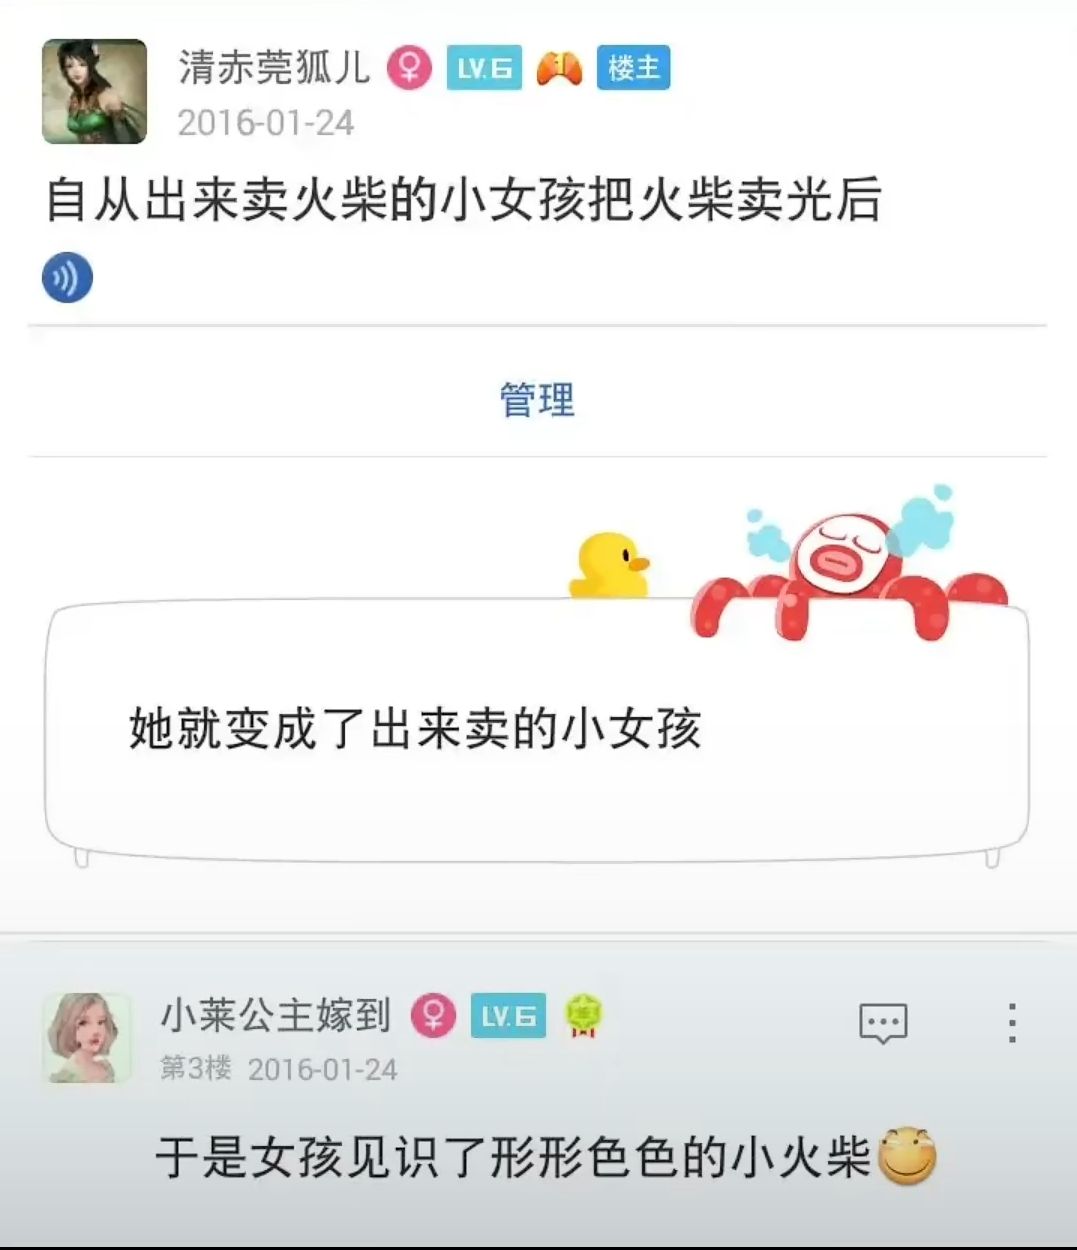 清赤莞狐儿 LV.6 楼主
2016-01-24
自从出来卖火柴的小女孩把火柴卖光后
管理
她就变成了出来卖的小女孩
小莱公主嫁到 LV.6
第3楼 2016-01-24
于是女孩见识了形形色色的小火柴